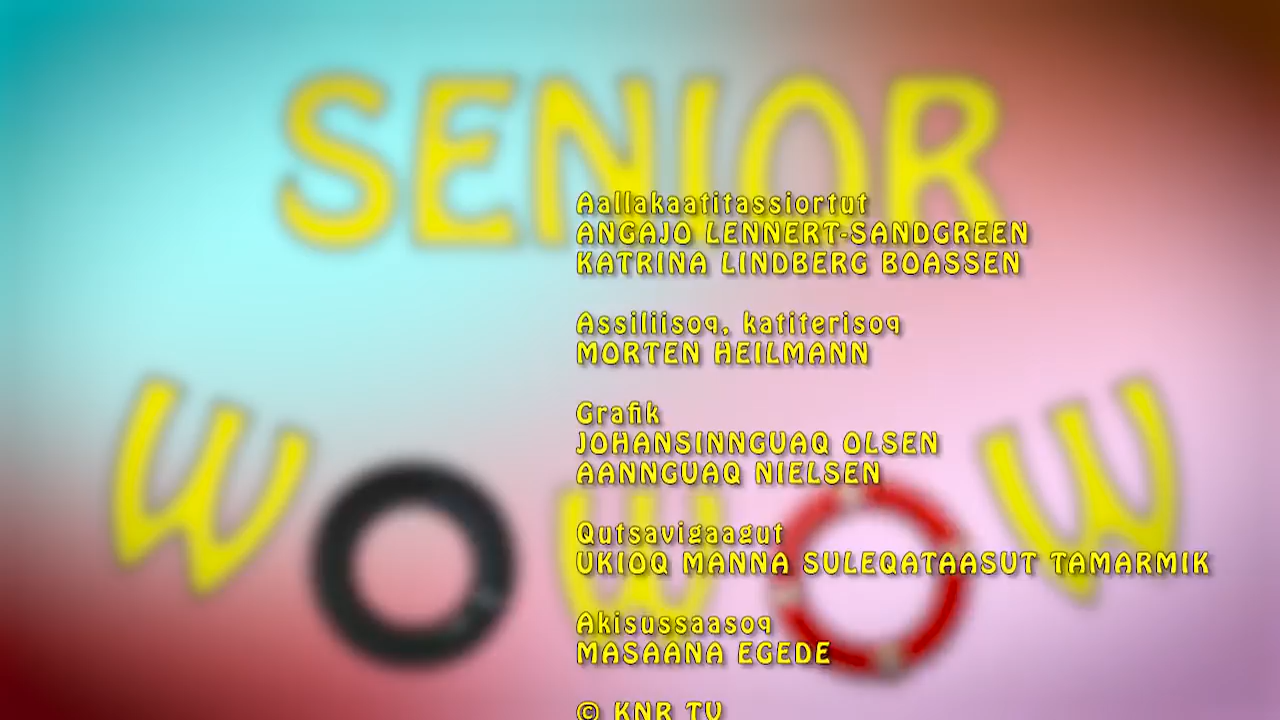 SENIOR
WOWOW
Aallakaatitassiortut
ANGAJO LENNERT-SANDGREEN
KATRINA LINDBERG BOASSEN
Assiliisoq, katiterisoq
MORTEN HEILMANN
Grafik
JOHANSINNGUAQ OLSEN
AANNGUAQ NIELSEN
Qutsavigaagut
UKIOQ MANNA SULEQATAASUT TAMARMIK
Akisussaasoq
MASAANA EGEDE
© KNR TV